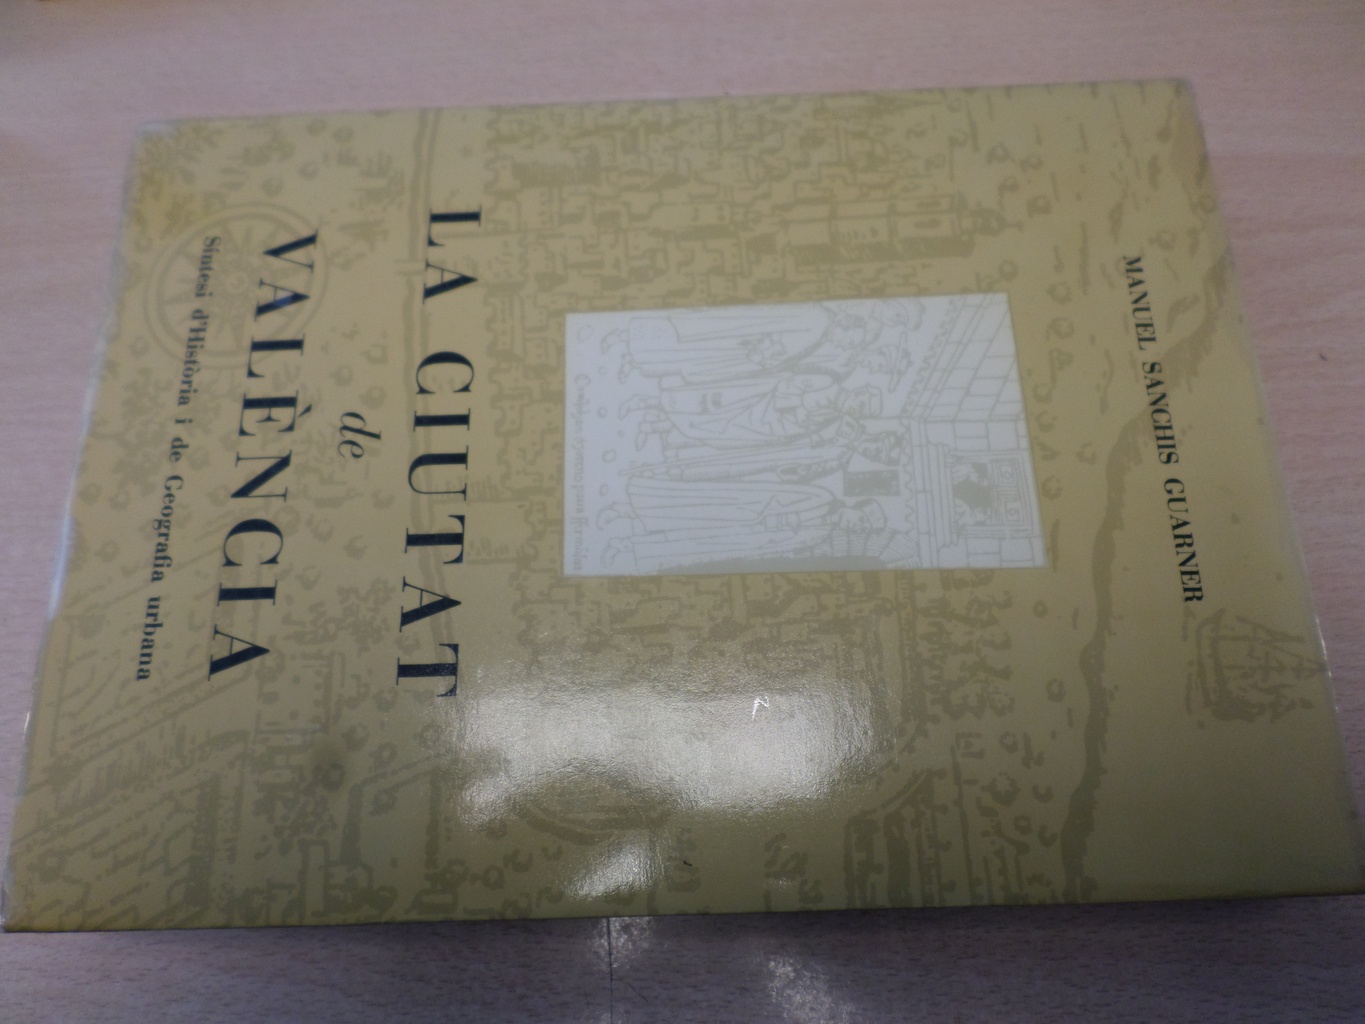 MANUEL SANCHIS GUARNER
LA CIUTAT
de
VALÈNCIA
Síntesi d'Història i de Geografia urbana